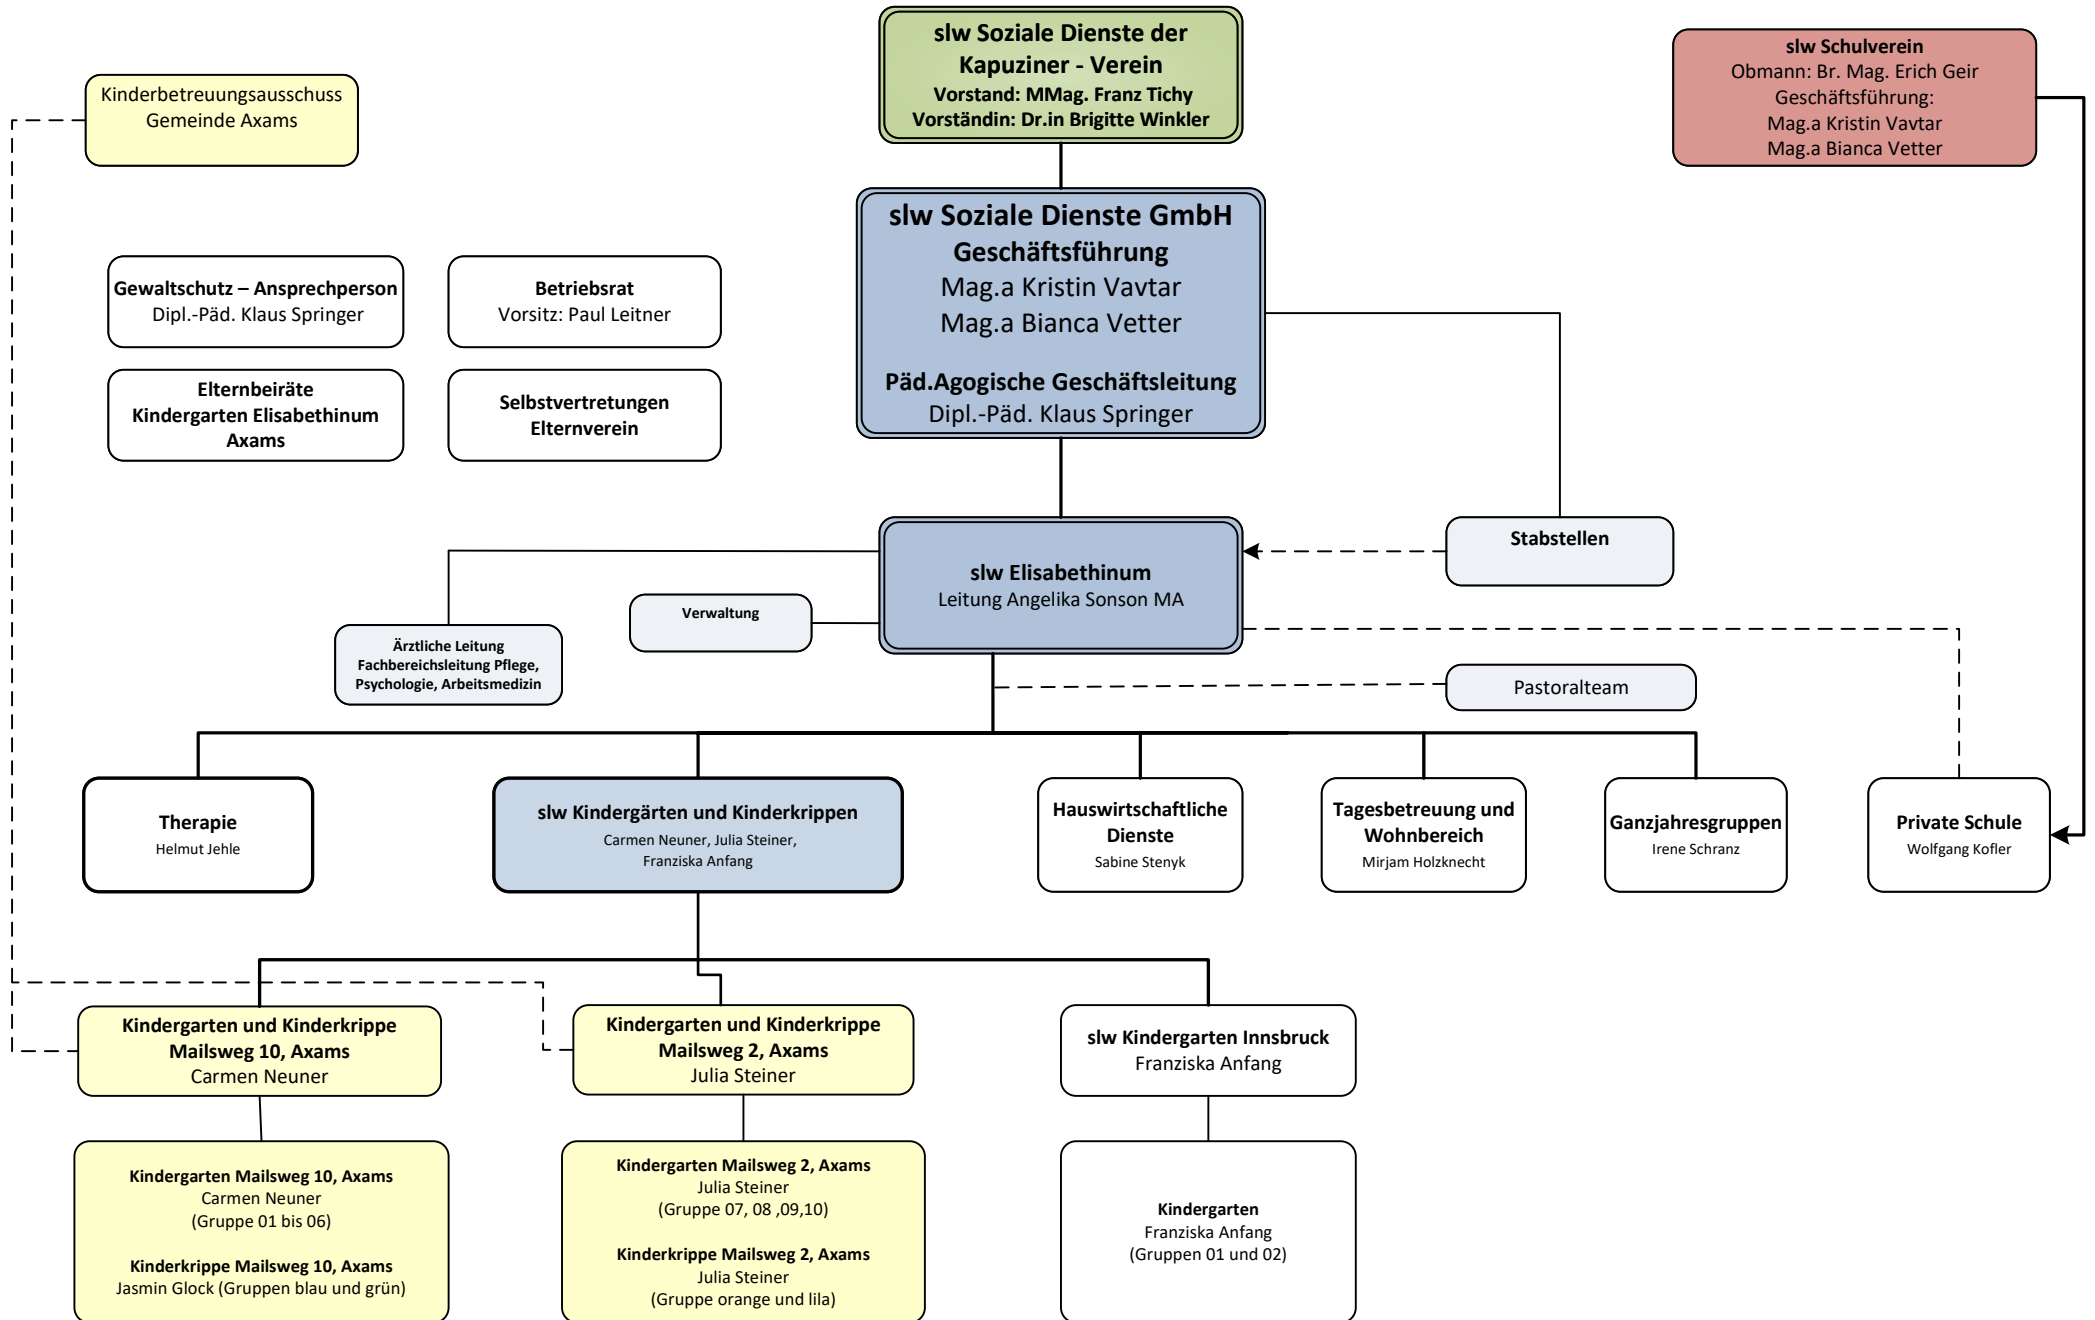 slw Soziale Dienste der
Kapuziner - Verein
Vorstand: MMag. Franz Tichy
Vorständin: Dr.in Brigitte Winkler
slw Schulverein
Obmann: Br. Mag. Erich Geir
Geschäftsführung:
Mag.a Kristin Vavtar
Mag.a Bianca Vetter
Kinderbetreuungsausschuss
Gemeinde Axams
slw Soziale Dienste GmbH
Geschäftsführung
Mag.a Kristin Vavtar
Mag.a Bianca Vetter
Päd.Agogische Geschäftsleitung
Dipl.-Päd. Klaus Springer
Gewaltschutz – Ansprechperson
Dipl.-Päd. Klaus Springer
Betriebsrat
Vorsitz: Paul Leitner
Elternbeiräte
Kindergarten Elisabethinum
Axams
Selbstvertretungen
Elternverein
Stabstellen
slw Elisabethinum
Leitung Angelika Sonson MA
Verwaltung
Ärztliche Leitung
Fachbereichsleitung Pflege,
Psychologie, Arbeitsmedizin
Pastoralteam
Therapie
Helmut Jehle
slw Kindergärten und Kinderkrippen
Carmen Neuner, Julia Steiner,
Franziska Anfang
Hauswirtschaftliche
Dienste
Sabine Stenyk
Tagesbetreuung und
Wohnbereich
Mirjam Holzknecht
Ganzjahresgruppen
Irene Schranz
Private Schule
Wolfgang Kofler
Kindergarten und Kinderkrippe
Mailsweg 10, Axams
Carmen Neuner
Kindergarten und Kinderkrippe
Mailsweg 2, Axams
Julia Steiner
slw Kindergarten Innsbruck
Franziska Anfang
Kindergarten Mailsweg 10, Axams
Carmen Neuner
(Gruppe 01 bis 06)
Kinderkrippe Mailsweg 10, Axams
Jasmin Glock (Gruppen blau und grün)
Kindergarten Mailsweg 2, Axams
Julia Steiner
(Gruppe 07, 08 ,09,10)
Kinderkrippe Mailsweg 2, Axams
Julia Steiner
(Gruppe orange und lila)
Kindergarten
Franziska Anfang
(Gruppen 01 und 02)